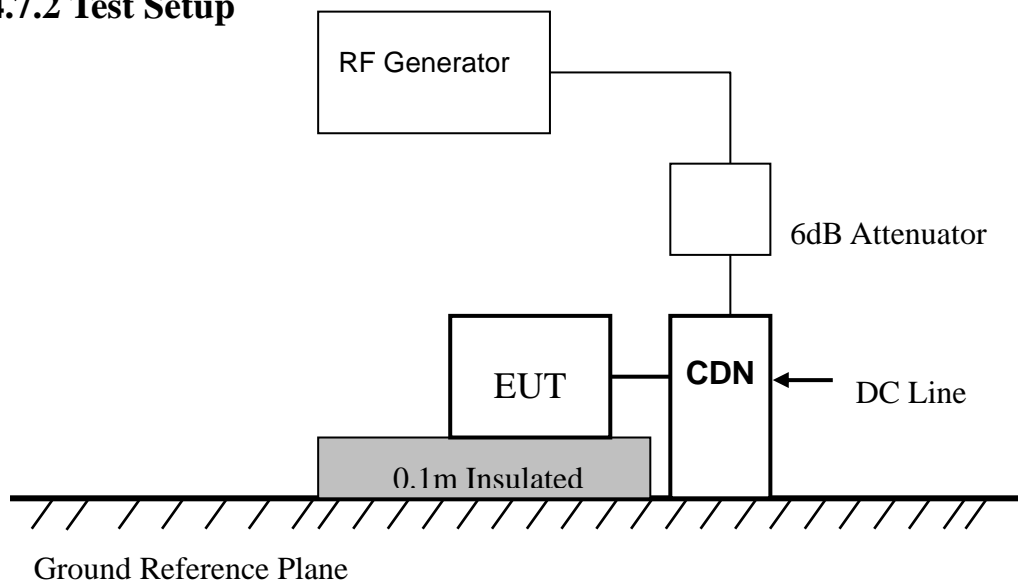 4.7.2 Test Setup
RF Generator
6dB Attenuator
EUT
CDN
DC Line
0.1m Insulated
Ground Reference Plane